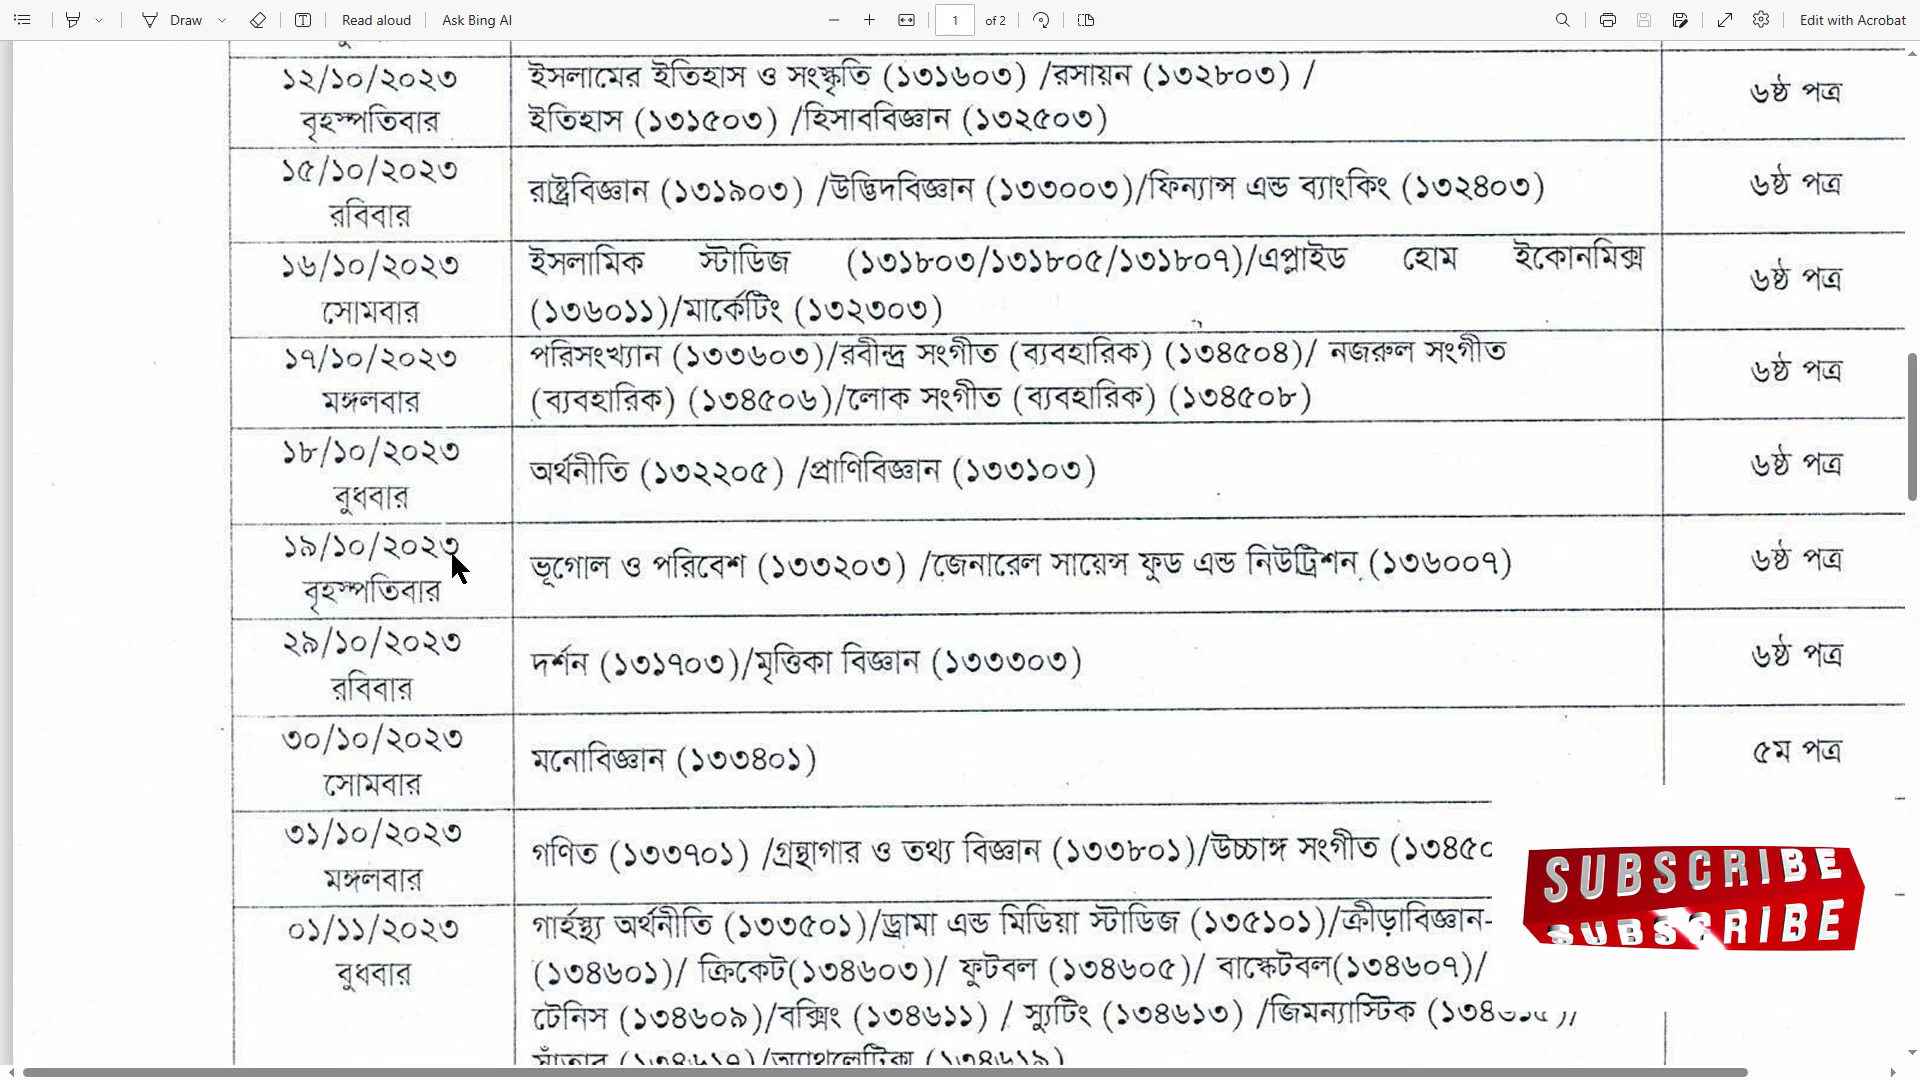 Draw
Read aloud
Ask Bing AI
1
of 2
Edit with Acrobat
১২/১০/২০২৩
বৃহস্পতিবার
ইসলামের ইতিহাস ও সংস্কৃতি (১৩১৬০৩) /রসায়ন (১৩২৮০৩) /
ইতিহাস (১৩১৫০৩) /হিসাববিজ্ঞান (১৩২৫০৩)
৬ষ্ঠ পত্র
১৫/১০/২০২৩
রবিবার
রাষ্ট্রবিজ্ঞান (১৩১৯০৩) /উদ্ভিদবিজ্ঞান (১৩৩০০৩)/ফিন্যান্স এন্ড ব্যাংকিং (১৩২৪০৩)
৬ষ্ঠ পত্র
১৬/১০/২০২৩
সোমবার
ইসলামিক স্টাডিজ (১৩১৮০৩/১৩১৮০৫/১৩১৮০৭)/এপ্লাইড হোম ইকোনমিক্স
(১৩৬০১১)/মার্কেটিং (১৩২৩০৩)
৬ষ্ঠ পত্র
১৭/১০/২০২৩
মঙ্গলবার
পরিসংখ্যান (১৩৩৬০৩)/রবীন্দ্র সংগীত (ব্যবহারিক) (১৩৪৫০৪)/ নজরুল সংগীত
(ব্যবহারিক) (১৩৪৫০৬)/লোক সংগীত (ব্যবহারিক) (১৩৪৫০৮)
৬ষ্ঠ পত্র
১৮/১০/২০২৩
বুধবার
অর্থনীতি (১৩২২০৫) /প্রাণিবিজ্ঞান (১৩৩১০৩)
৬ষ্ঠ পত্র
১৯/১০/২০২৩
বৃহস্পতিবার
ভূগোল ও পরিবেশ (১৩৩২০৩) /জেনারেল সায়েন্স ফুড এন্ড নিউট্রিশন (১৩৬০০৭)
৬ষ্ঠ পত্র
২৯/১০/২০২৩
রবিবার
দর্শন (১৩১৭০৩)/মৃত্তিকা বিজ্ঞান (১৩৩৩০৩)
৬ষ্ঠ পত্র
৩০/১০/২০২৩
সোমবার
মনোবিজ্ঞান (১৩৩৪০১)
৫ম পত্র
৩১/১০/২০২৩
মঙ্গলবার
গণিত (১৩৩৭০১) /গ্রন্থাগার ও তথ্য বিজ্ঞান (১৩৩৮০১)/উচ্চাঙ্গ সংগীত (১৩৪৫০
০১/১১/২০২৩
বুধবার
গার্হস্থ্য অর্থনীতি (১৩৩৫০১)/ড্রামা এন্ড মিডিয়া স্টাডিজ (১৩৫১০১)/ক্রীড়াবিজ্ঞান-
(১৩৪৬০১)/ ক্রিকেট(১৩৪৬০৩)/ ফুটবল (১৩৪৬০৫)/ বাস্কেটবল(১৩৪৬০৭)/
টেনিস (১৩৪৬০৯)/বক্সিং (১৩৪৬১১) / স্যুটিং (১৩৪৬১৩) /জিমন্যাস্টিক
SUBSCRIBE
SUBSCRIBE